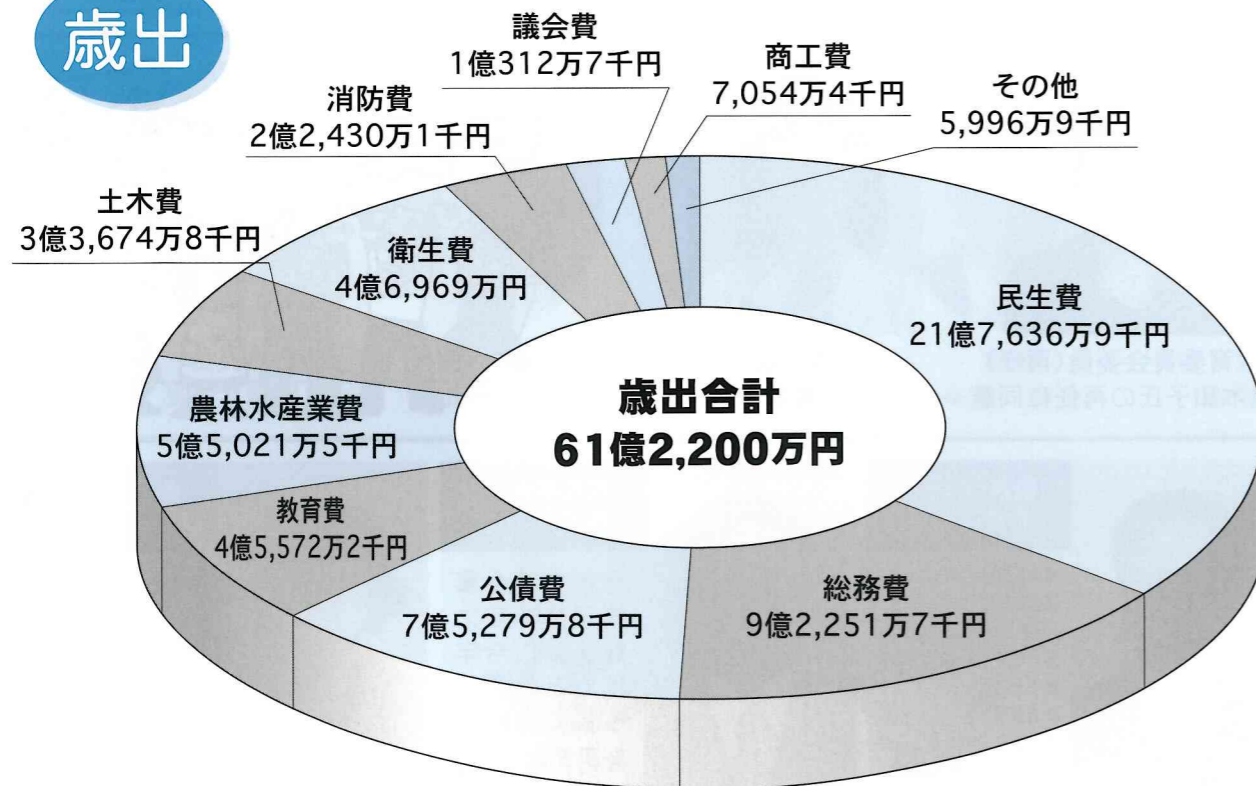 歳出
議会費
1億312万7千円
商工費
7,054万4千円
その他
5,996万9千円
消防費
2億2,430万1千円
土木費
3億3,674万8千円
衛生費
4億6,969万円
民生費
21億7,636万9千円
歳出合計
61億2,200万円
農林水産業費
5億5,021万5千円
教育費
4億5,572万2千円
公債費
7億5,279万8千円
総務費
9億2,251万7千円